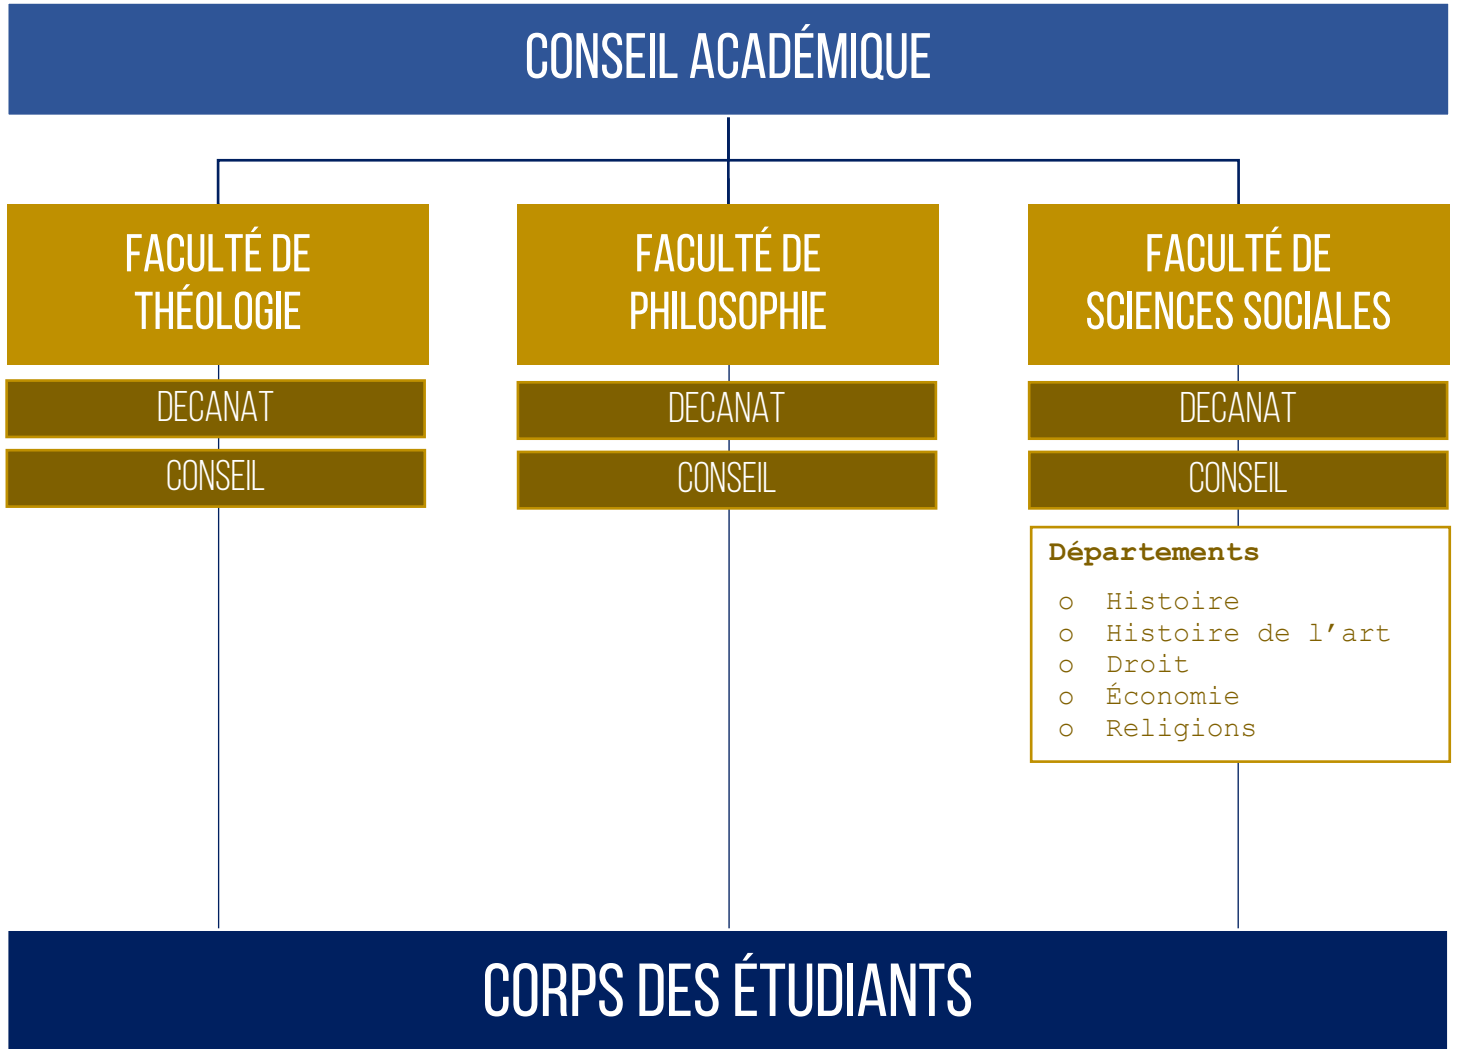 CONSEIL ACADÉMIQUE
FACULTÉ DE
THÉOLOGIE
DECANAT
CONSEIL
FACULTÉ DE
PHILOSOPHIE
DECANAT
CONSEIL
FACULTÉ DE
SCIENCES SOCIALES
DECANAT
CONSEIL
Départements
o Histoire
o Histoire de l’art
o Droit
o Économie
o Religions
CORPS DES ÉTUDIANTS